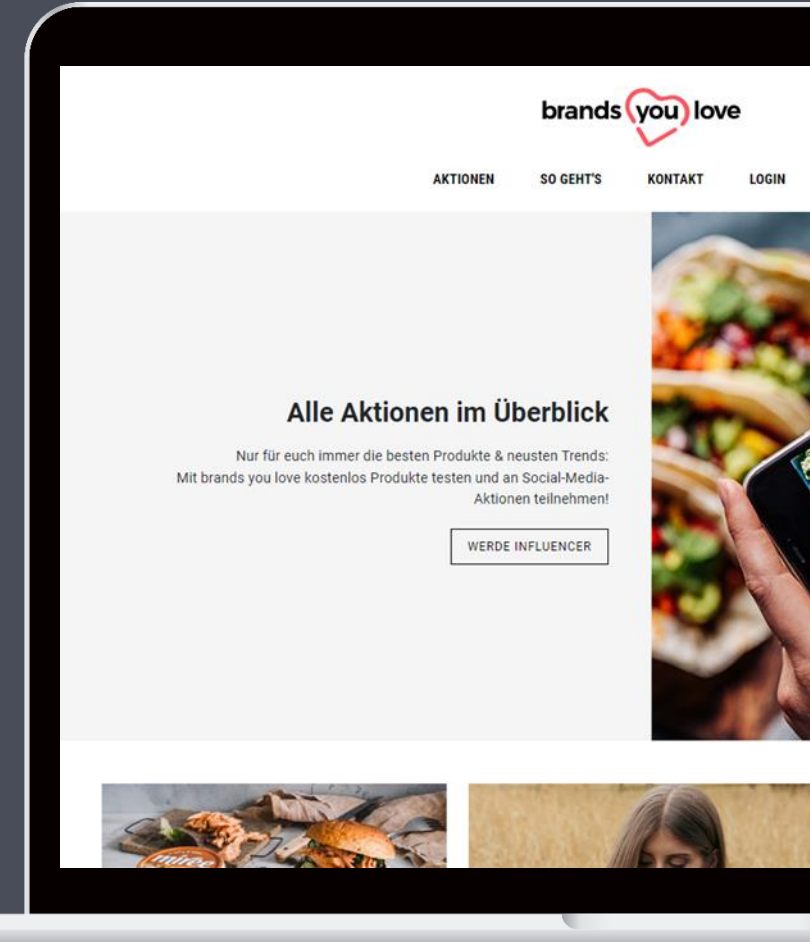 brands you love
AKTIONEN SO GEHT'S KONTAKT LOGIN
Alle Aktionen im Überblick
Nur für euch immer die besten Produkte & neusten Trends:
Mit brands you love kostenlos Produkte testen und an Social-Media-
Aktionen teilnehmen!
WERDE INFLUENCER
miree